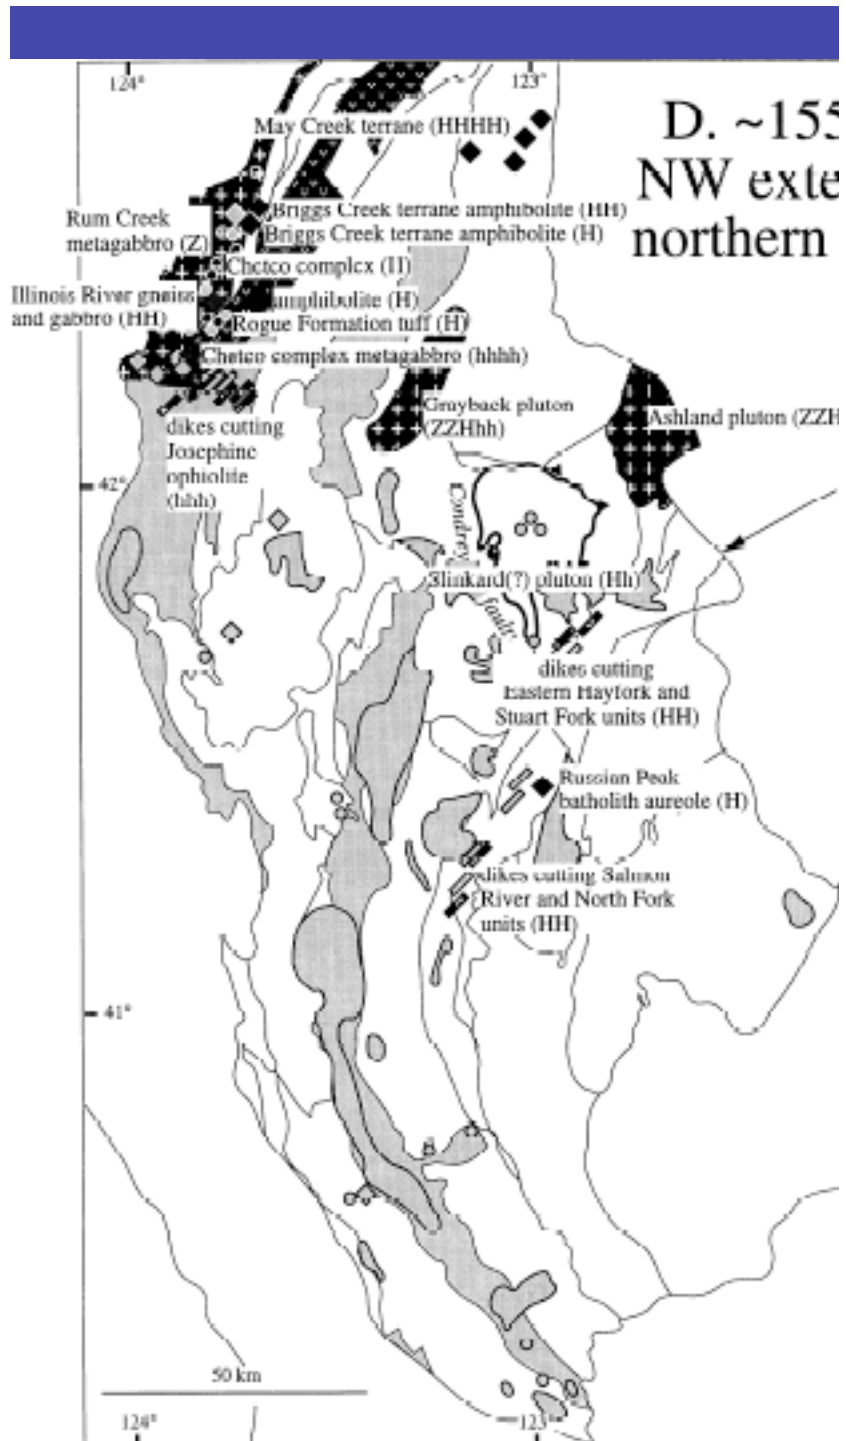 124°
123°
D. ~155
NW exte
northern
May Creek terrane (HHHH)
Briggs Creek terrane amphibolite (HH)
Rum Creek
metagabbro (Z)
Briggs Creek terrane amphibolite (H)
Chetco complex (H)
Illinois River gneiss
and gabbro (HH)
amphibolite (H)
Rogue Formation tuff (H)
Chetco complex metagabbro (hhhh)
Grayback pluton
(ZZHhh)
Ashland pluton (ZZH
dikes cutting
Josephine
ophiolite
(hhh)
42°
Condrey
fault
Slinkard(?) pluton (Hh)
dikes cutting
Eastern Hayfork and
Stuart Fork units (HH)
Russian Peak
batholith aureole (H)
dikes cutting Salmon
River and North Fork
units (HH)
41°
50 km
124°
123°